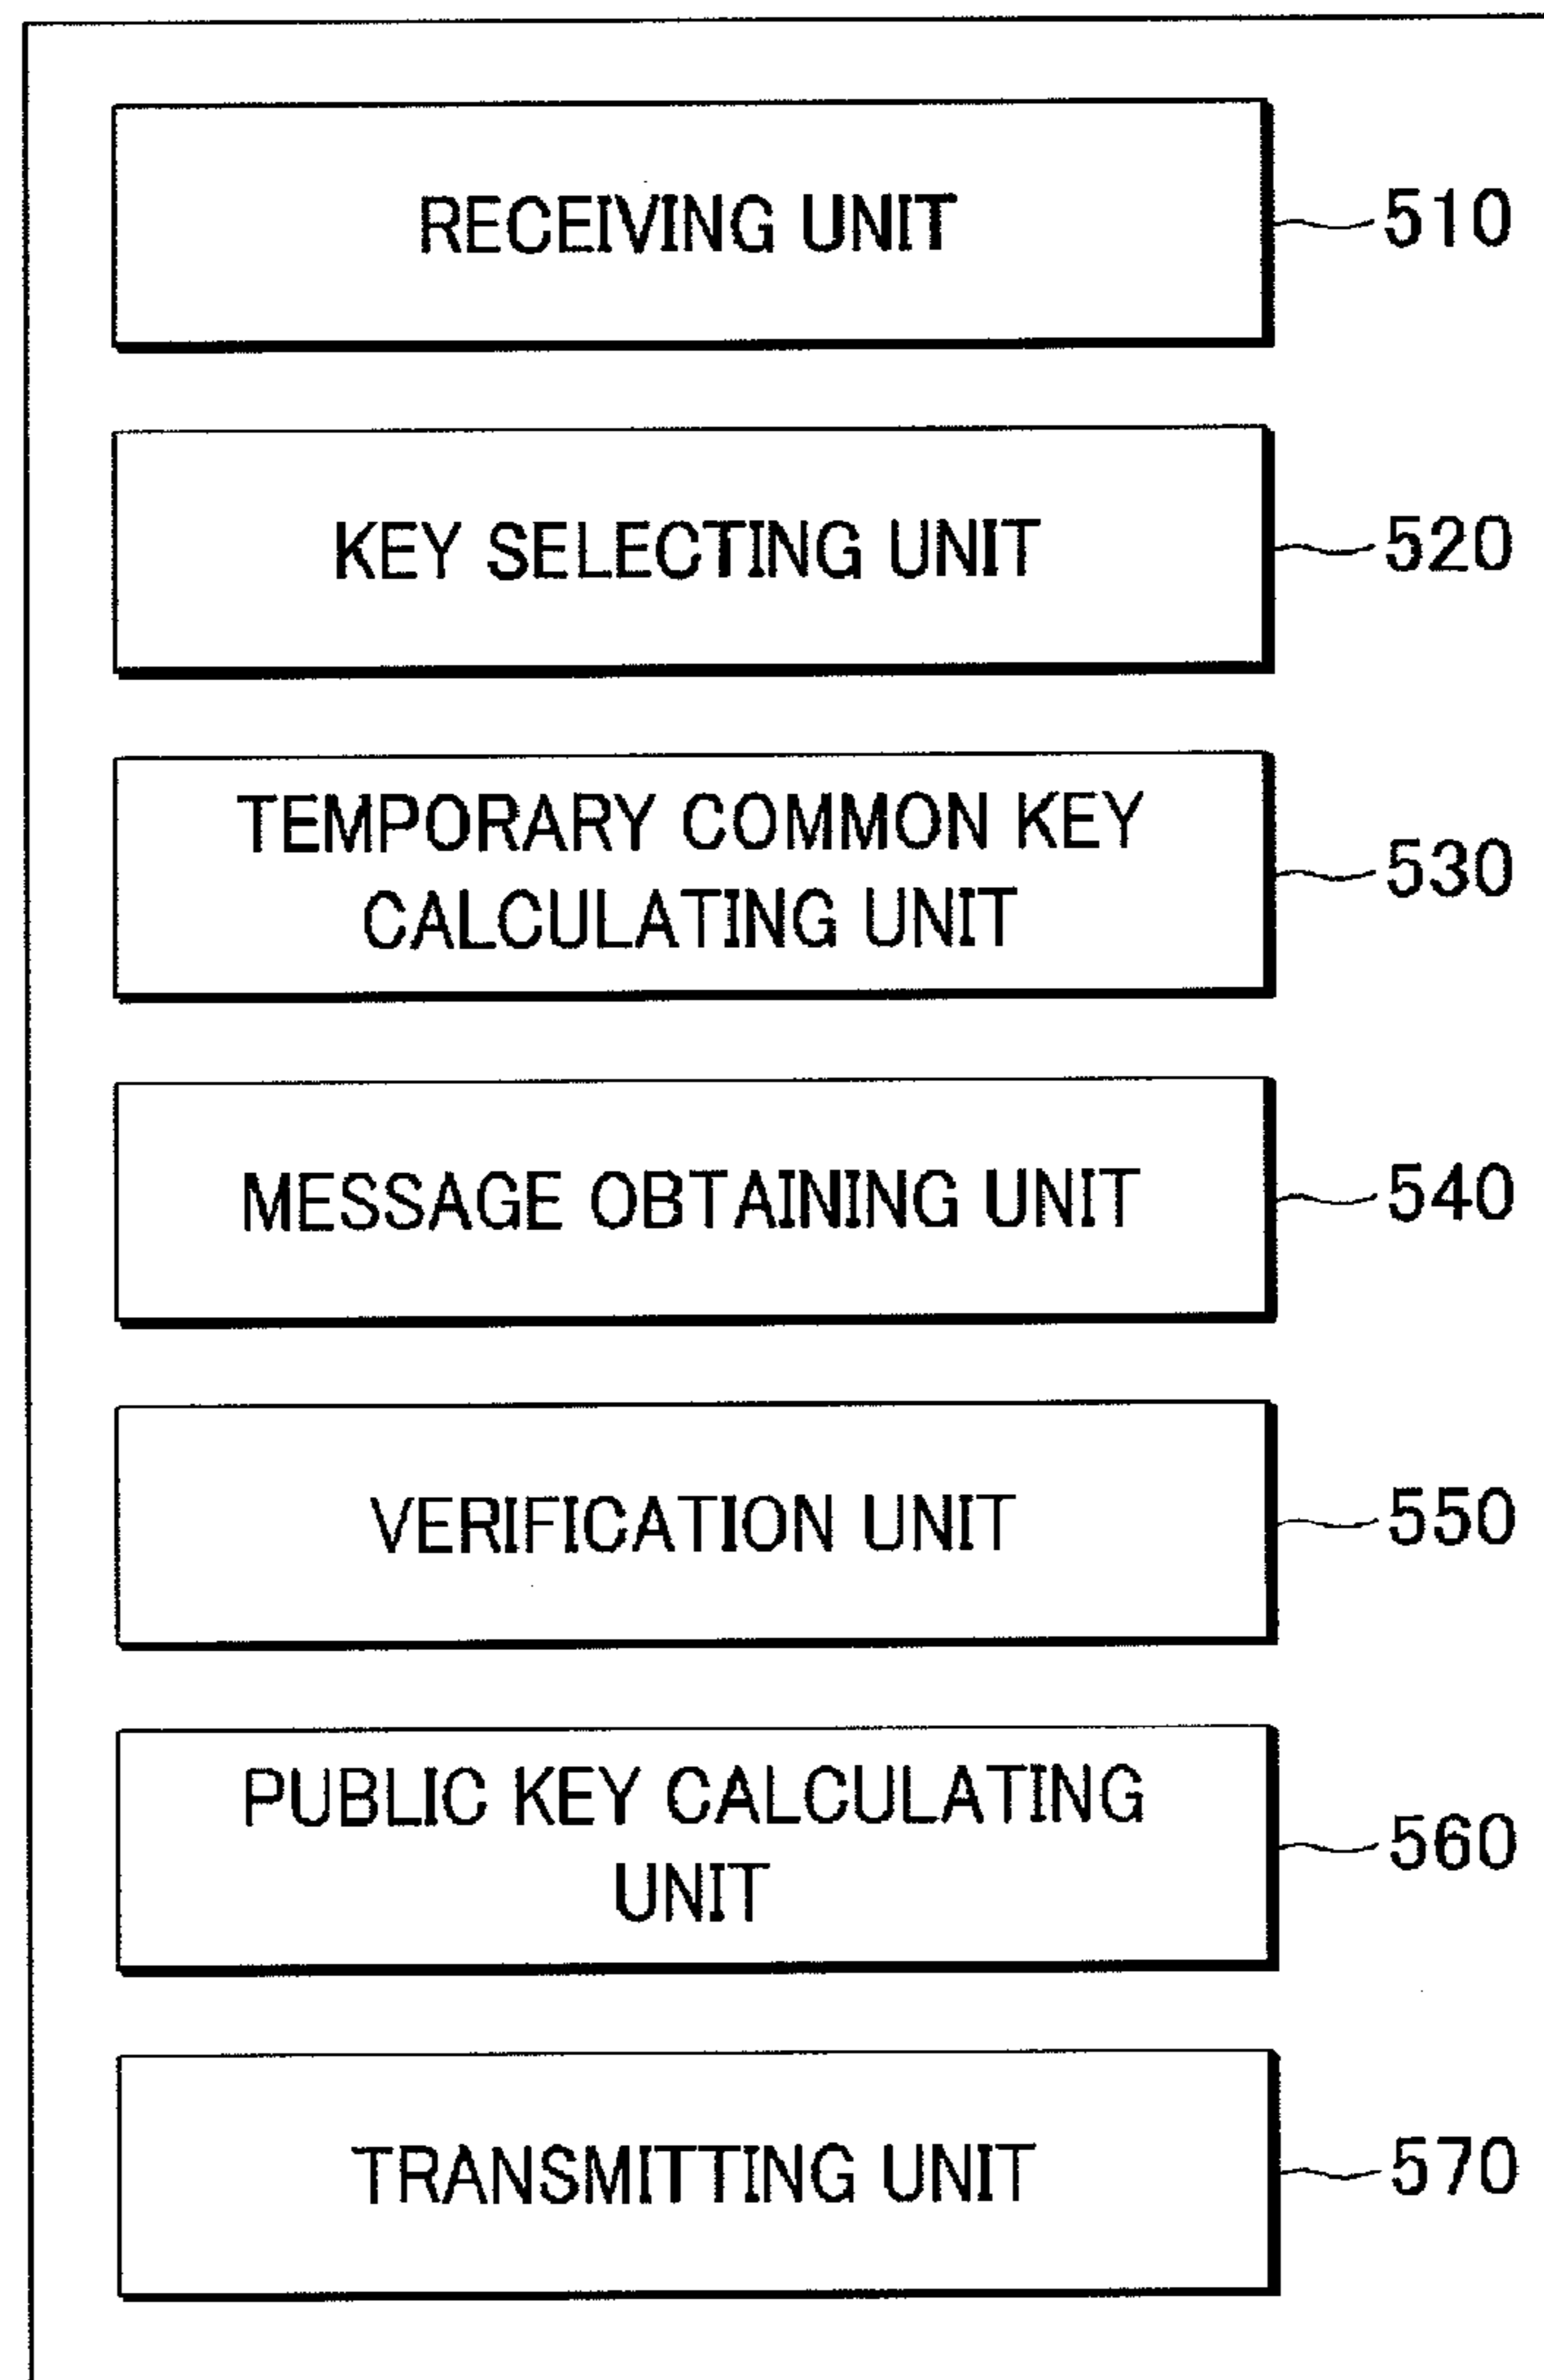 RECEIVING UNIT
510
KEY SELECTING UNIT
520
TEMPORARY COMMON KEY
CALCULATING UNIT
530
MESSAGE OBTAINING UNIT
540
VERIFICATION UNIT
550
PUBLIC KEY CALCULATING
UNIT
560
TRANSMITTING UNIT
570